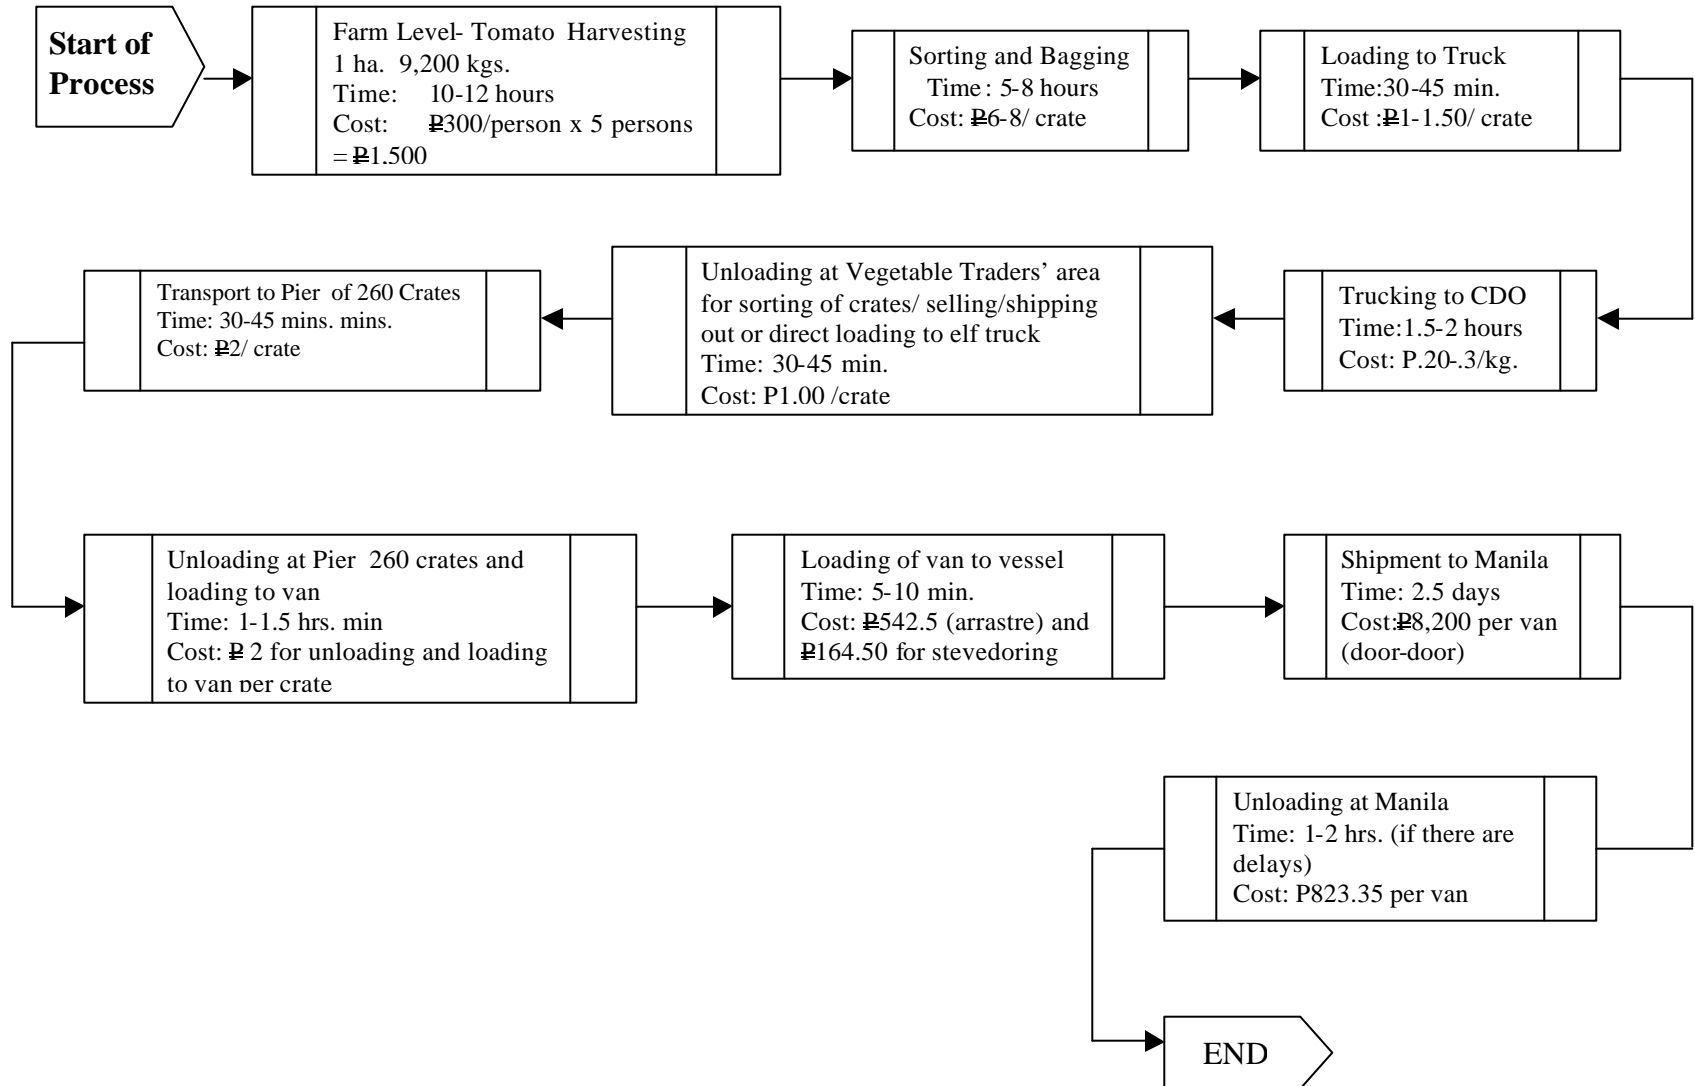 Start of
Process
Farm Level- Tomato Harvesting
1 ha. 9,200 kgs.
Time: 10-12 hours
Cost: ₱300/person x 5 persons
= ₱1.500
Sorting and Bagging
Time: 5-8 hours
Cost: ₱6-8/ crate
Loading to Truck
Time:30-45 min.
Cost :₱1-1.50/ crate
Trucking to CDO
Time:1.5-2 hours
Cost: P.20-.3/kg.
Unloading at Vegetable Traders’ area
for sorting of crates/ selling/shipping
out or direct loading to elf truck
Time: 30-45 min.
Cost: P1.00 /crate
Transport to Pier of 260 Crates
Time: 30-45 mins. mins.
Cost: ₱2/ crate
Unloading at Pier 260 crates and
loading to van
Time: 1-1.5 hrs. min
Cost: ₱ 2 for unloading and loading
to van per crate
Loading of van to vessel
Time: 5-10 min.
Cost: ₱542.5 (arrastre) and
₱164.50 for stevedoring
Shipment to Manila
Time: 2.5 days
Cost:₱8,200 per van
(door-door)
Unloading at Manila
Time: 1-2 hrs. (if there are
delays)
Cost: P823.35 per van
END